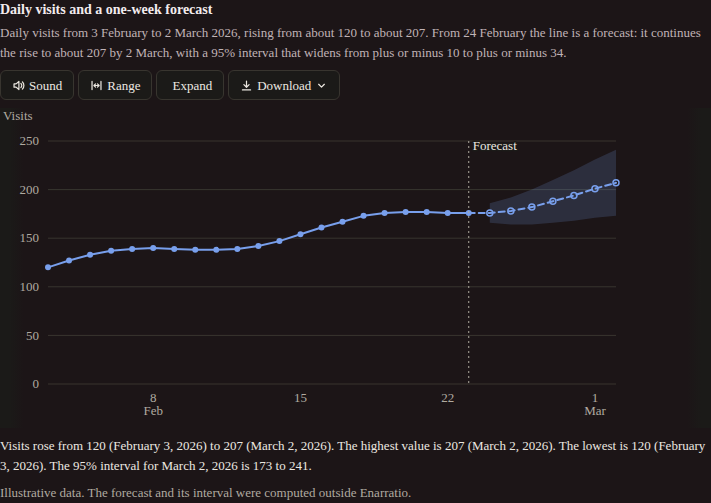 Daily visits and a one-week forecast
Daily visits from 3 February to 2 March 2026, rising from about 120 to about 207. From 24 February the line is a forecast: it continues
the rise to about 207 by 2 March, with a 95% interval that widens from plus or minus 10 to plus or minus 34.
Sound Range Expand Download
Visits
250
Forecast
200
150
100
50
0
8 15 22 1
Feb Mar
Visits rose from 120 (February 3, 2026) to 207 (March 2, 2026). The highest value is 207 (March 2, 2026). The lowest is 120 (February
3, 2026). The 95% interval for March 2, 2026 is 173 to 241.
Illustrative data. The forecast and its interval were computed outside Enarratio.